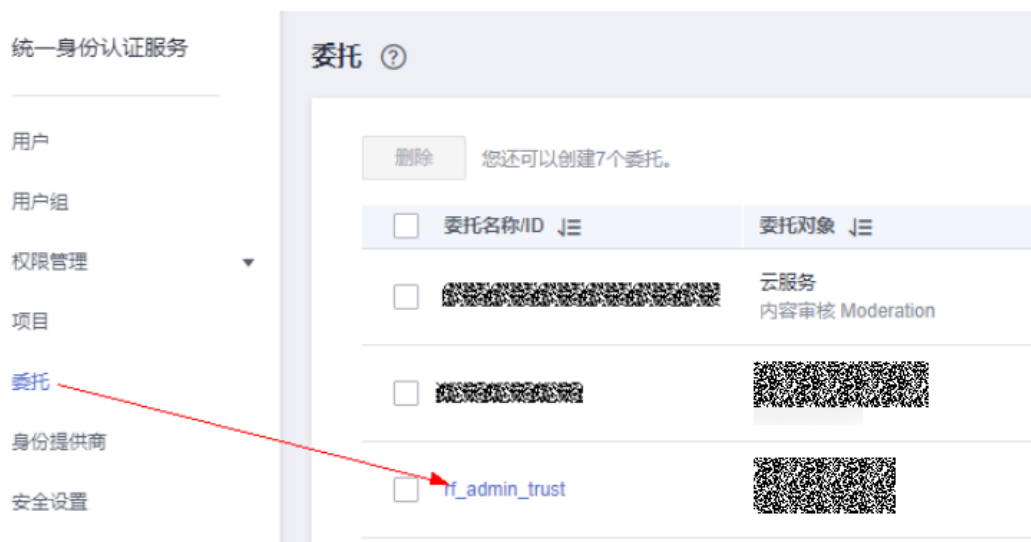 统一身份认证服务
用户
用户组
权限管理
项目
委托
身份提供商
安全设置
委托 ?
删除 您还可以创建7个委托。
委托名称/ID 委托对象
云服务
内容审核 Moderation
rf_admin_trust